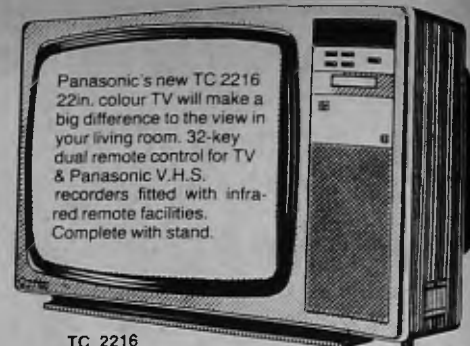 Panasonic's new TC 2216
22in. colour TV will make a
big difference to the view in
your living room. 32-key
dual remote control for TV
& Panasonic V.H.S.
recorders fitted with infra-
red remote facilities.
Complete with stand.
TC 2216